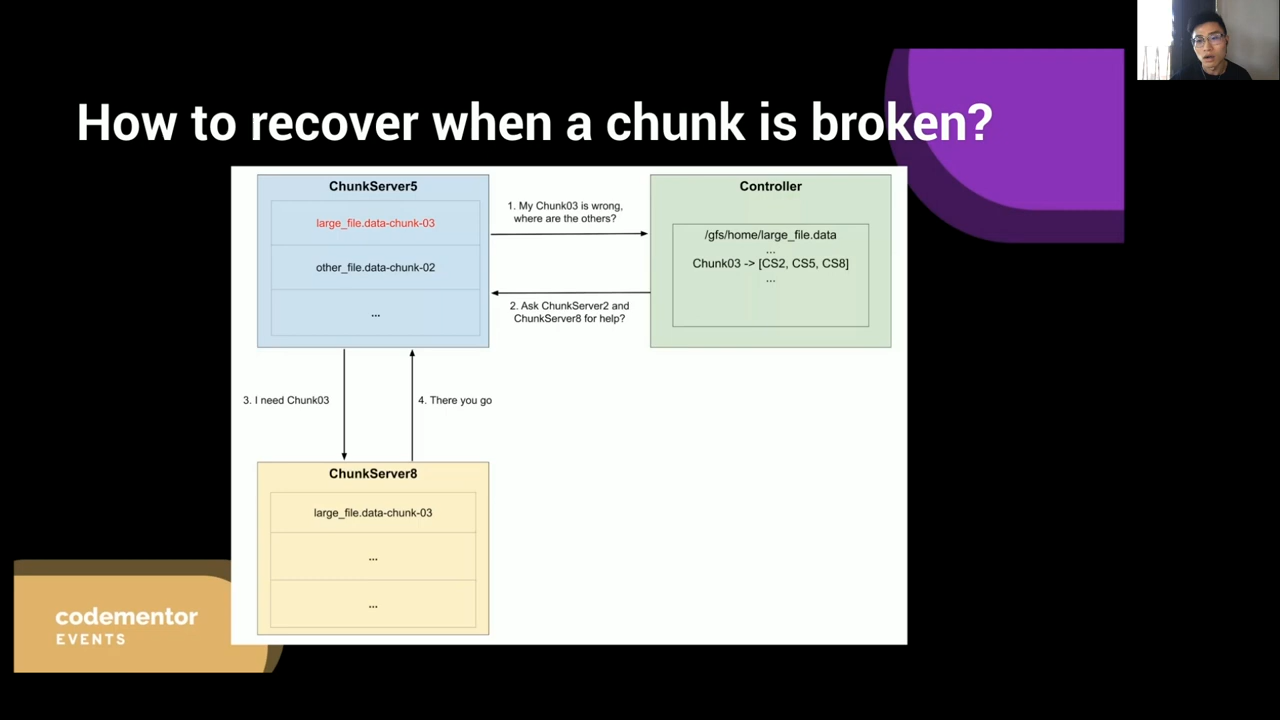 How to recover when a chunk is broken?
ChunkServer5
large_file.data-chunk-03
other_file.data-chunk-02
...
1. My Chunk03 is wrong,
where are the others?
2. Ask ChunkServer2 and
ChunkServer8 for help?
Controller
/gfs/home/large_file.data
...
Chunk03 -> [CS2, CS5, CS8]
...
3. I need Chunk03
4. There you go
ChunkServer8
large_file.data-chunk-03
...
...
codementor
EVENTS